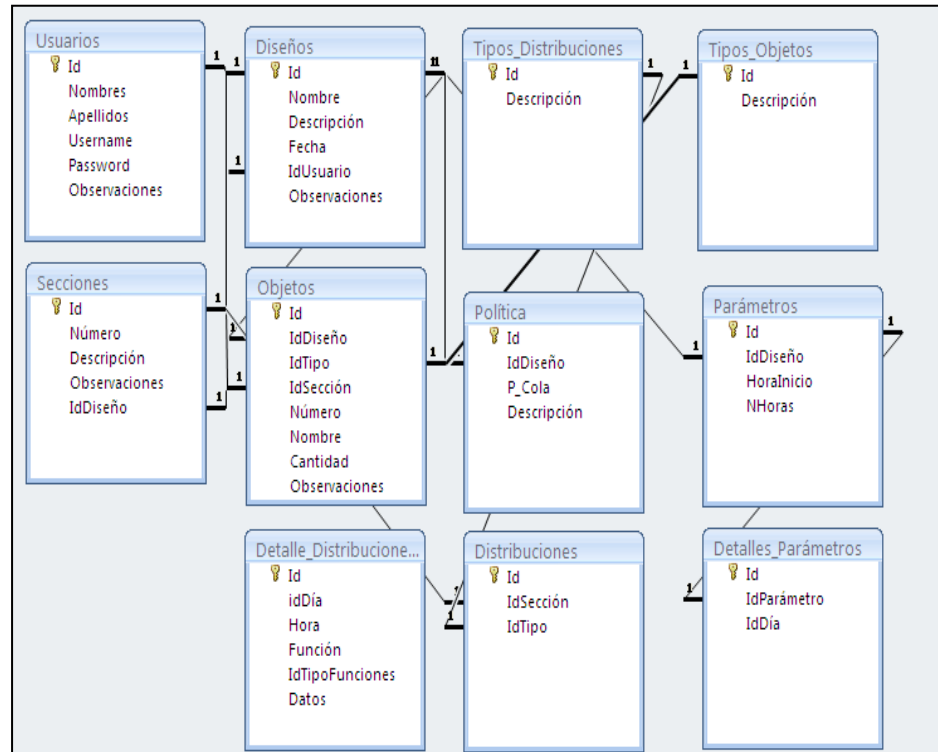 Usuarios
Id
Nombres
Apellidos
Username
Password
Observaciones
Diseños
Id
Nombre
Descripción
Fecha
IdUsuario
Observaciones
Tipos_Distribuciones
Id
Descripción
Tipos_Objetos
Id
Descripción
Secciones
Id
Número
Descripción
Observaciones
IdDiseño
Objetos
Id
IdDiseño
IdTipo
IdSección
Número
Nombre
Cantidad
Observaciones
Política
Id
IdDiseño
P_Cola
Descripción
Parámetros
Id
IdDiseño
HoraInicio
NHoras
Detalle_Distribucione...
Id
idDía
Hora
Función
IdTipoFunciones
Datos
Distribuciones
Id
IdSección
IdTipo
Detalles_Parámetros
Id
IdParámetro
IdDía
1
1
11
1
1
1
1
1
1
1
1
1
1
1
1